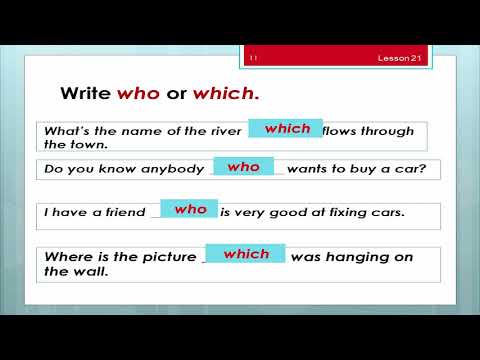 11 Lesson 21
Write who or which.
What's the name of the river which flows through
the town.
Do you know anybody _ who _ wants to buy a car?
I have a friend _ who is very good at fixing cars.
Where is the picture _ which was hanging on
the wall.